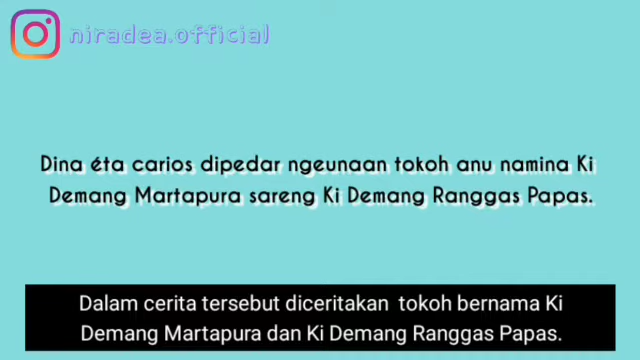 niradea.official
Dina éta carios dipedar ngeunaan tokoh anu namina Ki
Demang Martapura sareng Ki Demang Ranggas Papas.
Dalam cerita tersebut diceritakan tokoh bernama Ki
Demang Martapura dan Ki Demang Ranggas Papas.